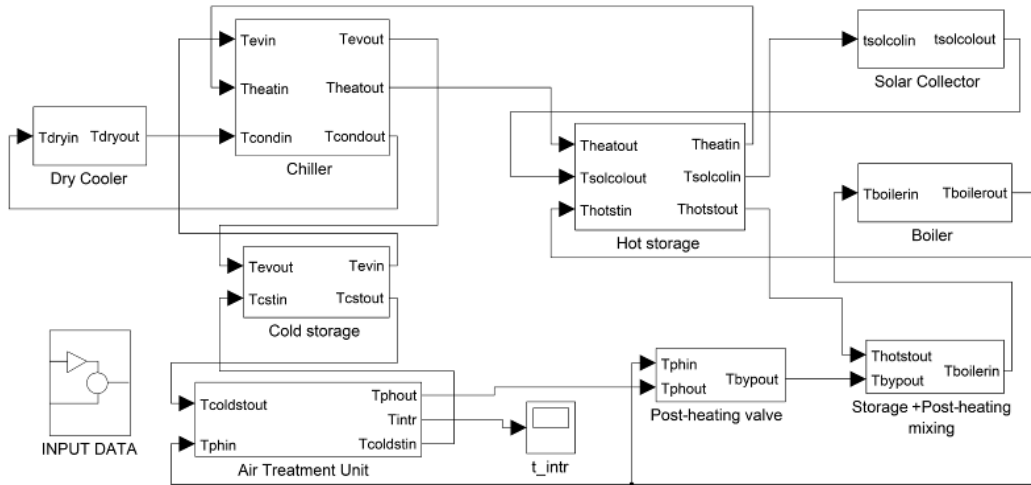 Tevin
Tevout
Theatin
Theatout
Tcondin
Tcondout
Chiller
Tdryin
Tdryout
Dry Cooler
tsolcolin
tsolcolout
Solar Collector
Theatout
Theatin
Tsolcolout
Tsolcolin
Thotstin
Thotstout
Hot storage
Tboilerin
Tboilerout
Boiler
Tevout
Tevin
Tcstin
Tcstout
Cold storage
INPUT DATA
Tcoldstout
Tphin
Tphout
Tintr
Tcoldstin
Air Treatment Unit
t_intr
Tphin
Tphout
Tbypout
Post-heating valve
Thotstout
Tbypout
Tboilerin
Storage +Post-heating
mixing